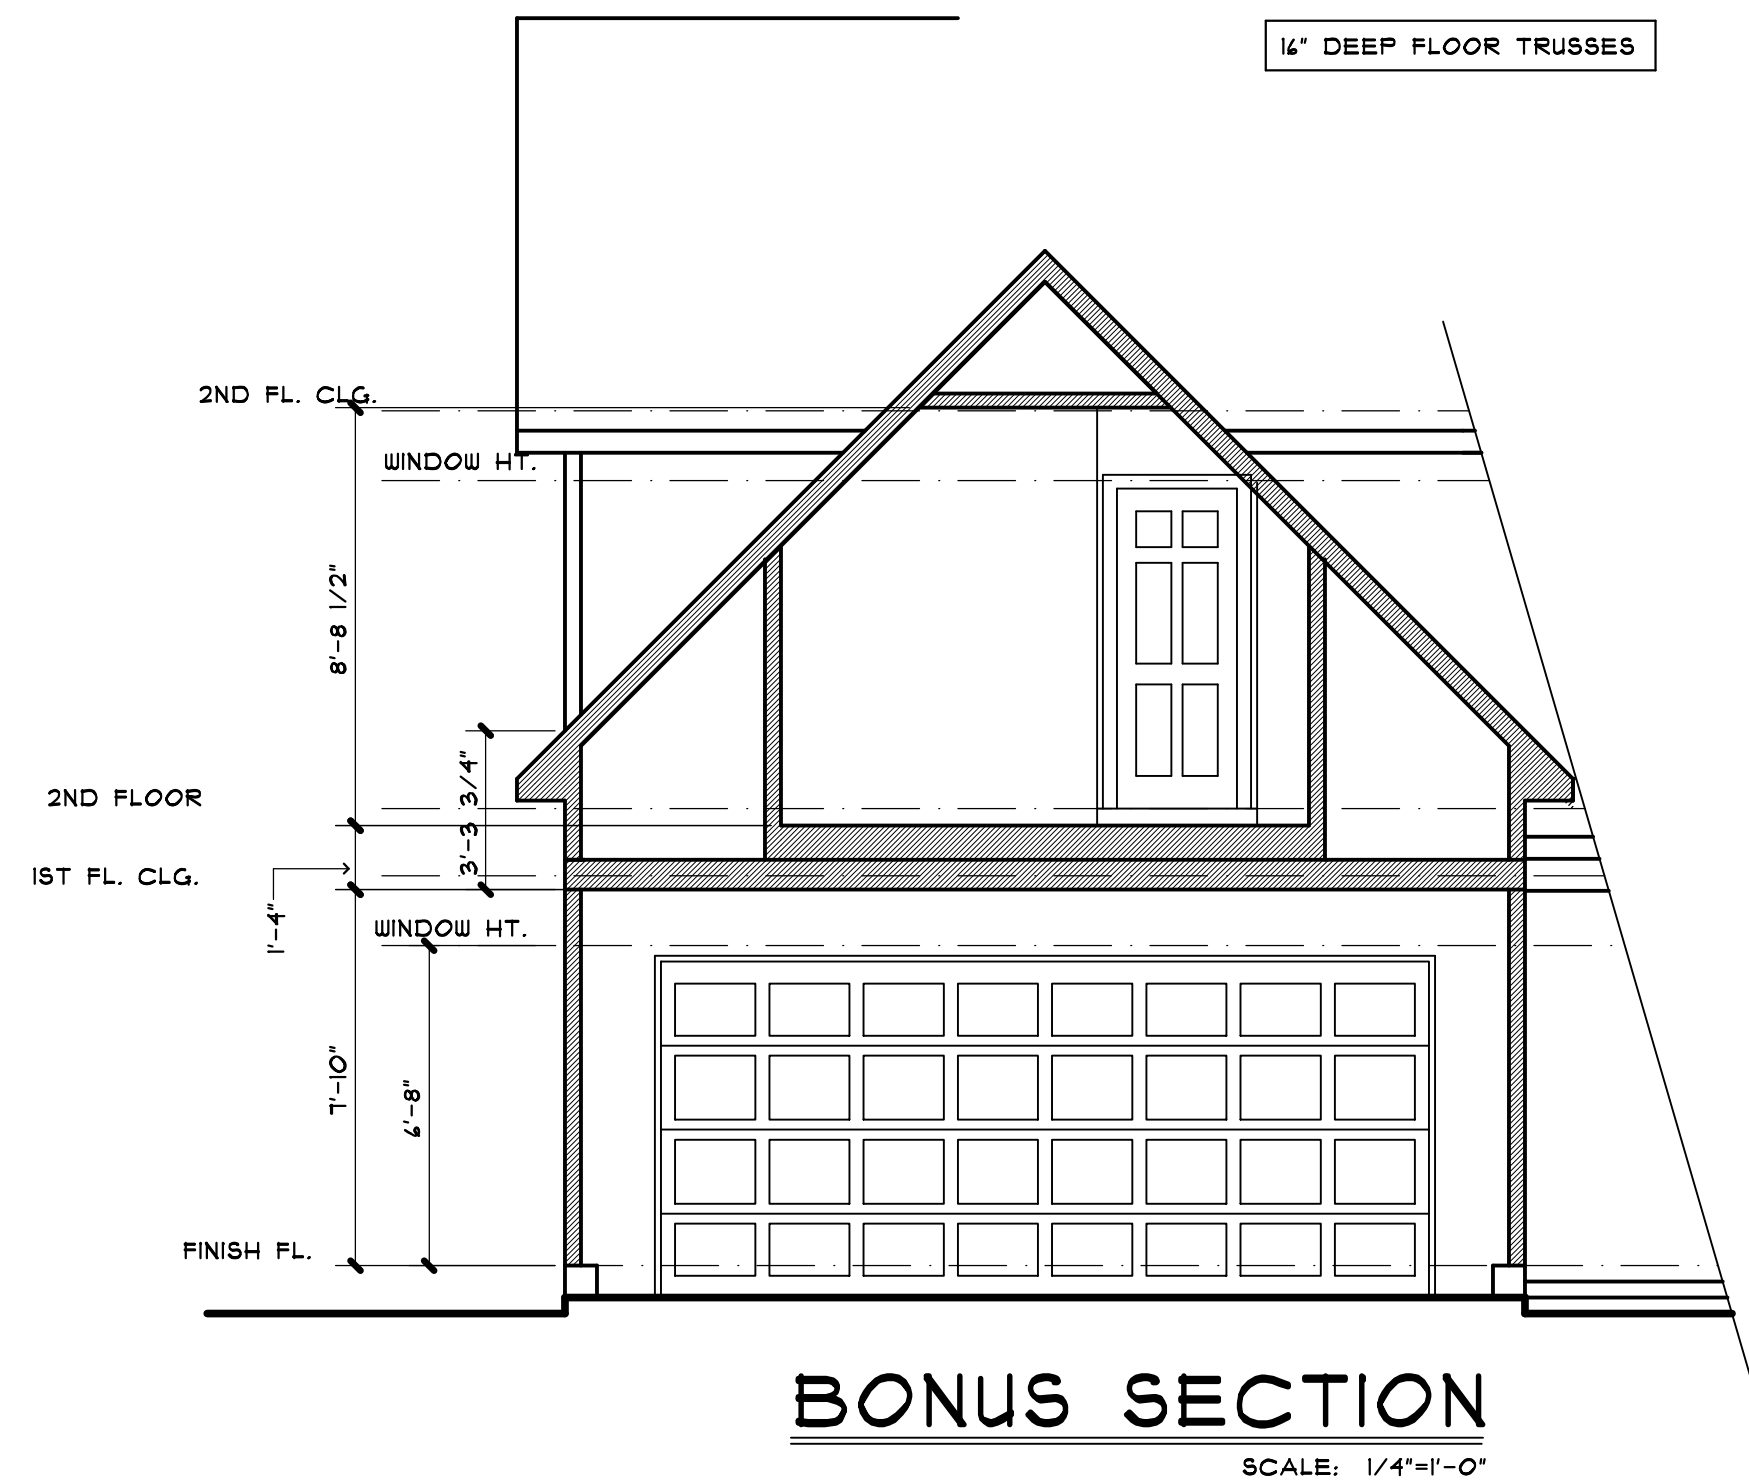 16" DEEP FLOOR TRUSSES
2ND FL. CLG.
WINDOW HT.
8'-8 1/2"
3'-3 3/4"
2ND FLOOR
1ST FL. CLG.
1'-4"
WINDOW HT.
7'-10"
6'-8"
FINISH FL.
BONUS SECTION
SCALE: 1/4"=1'-0"